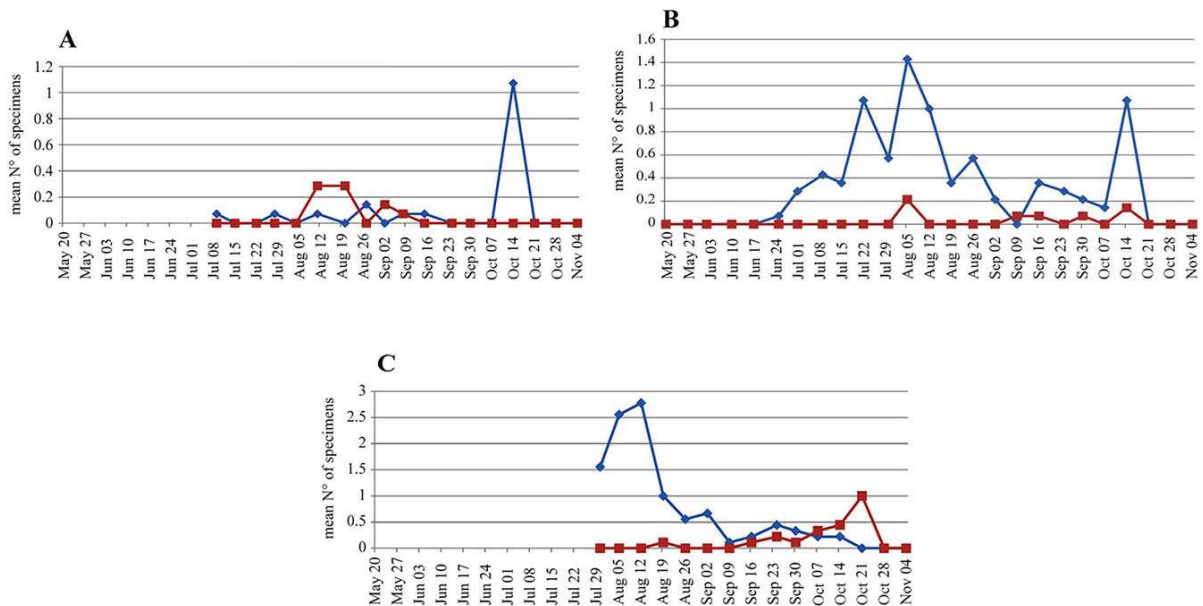 A
mean N° of specimens
1.2
1
0.8
0.6
0.4
0.2
0
May 20
May 27
Jun 03
Jun 10
Jun 17
Jun 24
Jul 01
Jul 08
Jul 15
Jul 22
Jul 29
Aug 05
Aug 12
Aug 19
Aug 26
Sep 02
Sep 09
Sep 16
Sep 23
Sep 30
Oct 07
Oct 14
Oct 21
Oct 28
Nov 04
B
mean N° of specimens
1.6
1.4
1.2
1
0.8
0.6
0.4
0.2
0
May 20
May 27
Jun 03
Jun 10
Jun 17
Jun 24
Jul 01
Jul 08
Jul 15
Jul 22
Jul 29
Aug 05
Aug 12
Aug 19
Aug 26
Sep 02
Sep 09
Sep 16
Sep 23
Sep 30
Oct 07
Oct 14
Oct 21
Oct 28
Nov 04
C
mean N° of specimens
3
2.5
2
1.5
1
0.5
0
May 20
May 27
Jun 03
Jun 10
Jun 17
Jun 24
Jul 01
Jul 08
Jul 15
Jul 22
Jul 29
Aug 05
Aug 12
Aug 19
Aug 26
Sep 02
Sep 09
Sep 16
Sep 23
Sep 30
Oct 07
Oct 14
Oct 21
Oct 28
Nov 04